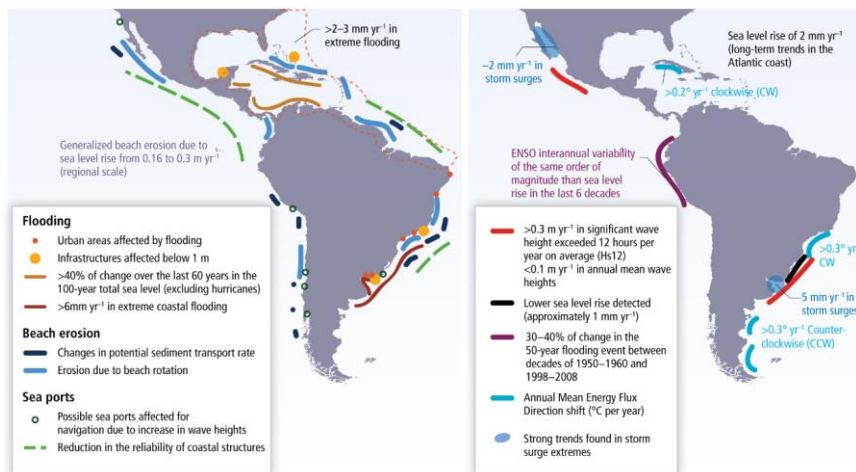 >2–3 mm yr⁻¹ in
extreme flooding
Generalized beach erosion due to
sea level rise from 0.16 to 0.3 m yr⁻¹
(regional scale)
Flooding
Urban areas affected by flooding
Infrastructures affected below 1 m
>40% of change over the last 60 years in the
100-year total sea level (excluding hurricanes)
>6mm yr⁻¹ in extreme coastal flooding
Beach erosion
Changes in potential sediment transport rate
Erosion due to beach rotation
Sea ports
Possible sea ports affected for
navigation due to increase in wave heights
Reduction in the reliability of coastal structures
Sea level rise of 2 mm yr⁻¹
(long-term trends in the
Atlantic coast)
–2 mm yr⁻¹ in
storm surges
>0.2° yr⁻¹ clockwise (CW)
ENSO interannual variability
of the same order of
magnitude than sea level
rise in the last 6 decades
>0.3 m yr⁻¹ in significant wave
height exceeded 12 hours per
year on average (Hs12)
<0.1 m yr⁻¹ in annual mean wave
heights
Lower sea level rise detected
(approximately 1 mm yr⁻¹)
30–40% of change in the
50-year flooding event between
decades of 1950–1960 and
1998–2008
Annual Mean Energy Flux
Direction shift (°C per year)
Strong trends found in storm
surge extremes
>0.3° yr
CW
5 mm yr⁻¹ in
storm surges
>0.3° yr⁻¹ Counter-
clockwise (CCW)